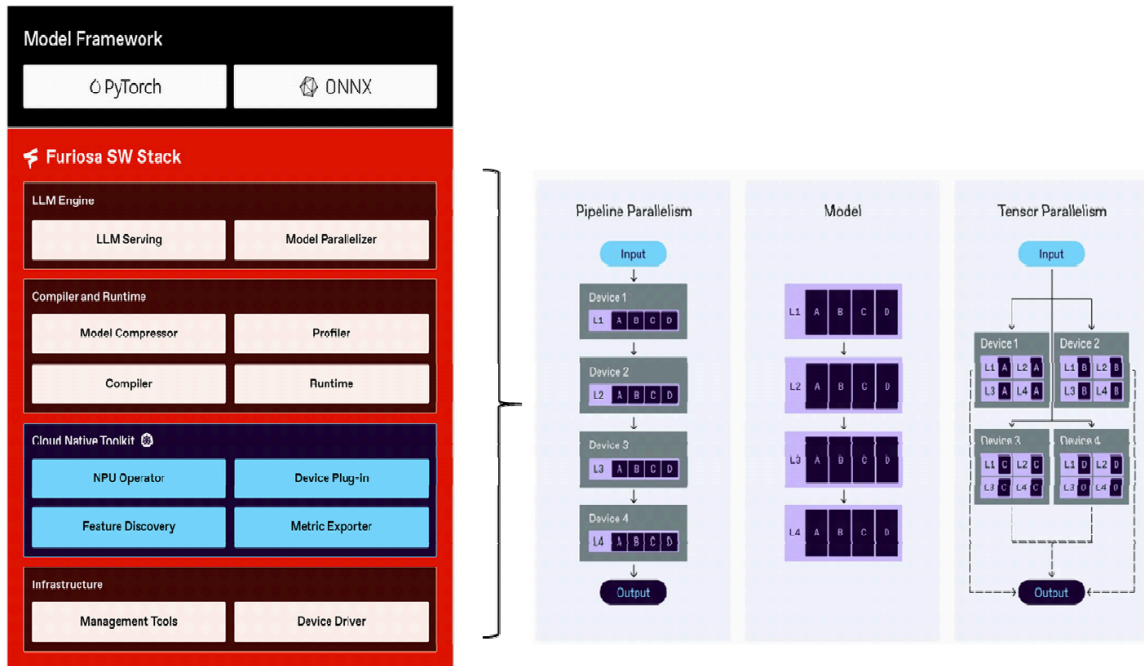 Model Framework
PyTorch
ONNX
Furiosa SW Stack
LLM Engine
LLM Serving
Model Parallelizer
Compiler and Runtime
Model Compressor
Profiler
Compiler
Runtime
Cloud Native Toolkit
NPU Operator
Device Plug-in
Feature Discovery
Metric Exporter
Infrastructure
Management Tools
Device Driver
Pipeline Parallelism
Input
Device 1
L1 A B C D
Device 2
L2 A B C D
Device 3
L3 A B C D
Device 4
L4 A B C D
Output
Model
L1 A B C D
L2 A B C D
L3 A B C D
L4 A B C D
Tensor Parallelism
Input
Device 1
L1 A L2 A
L3 A L4 A
Device 2
L1 B L2 B
L3 B L4 B
Device 3
L1 C L2 C
L3 C L4 C
Device 4
L1 D L2 D
L3 D L4 D
Output